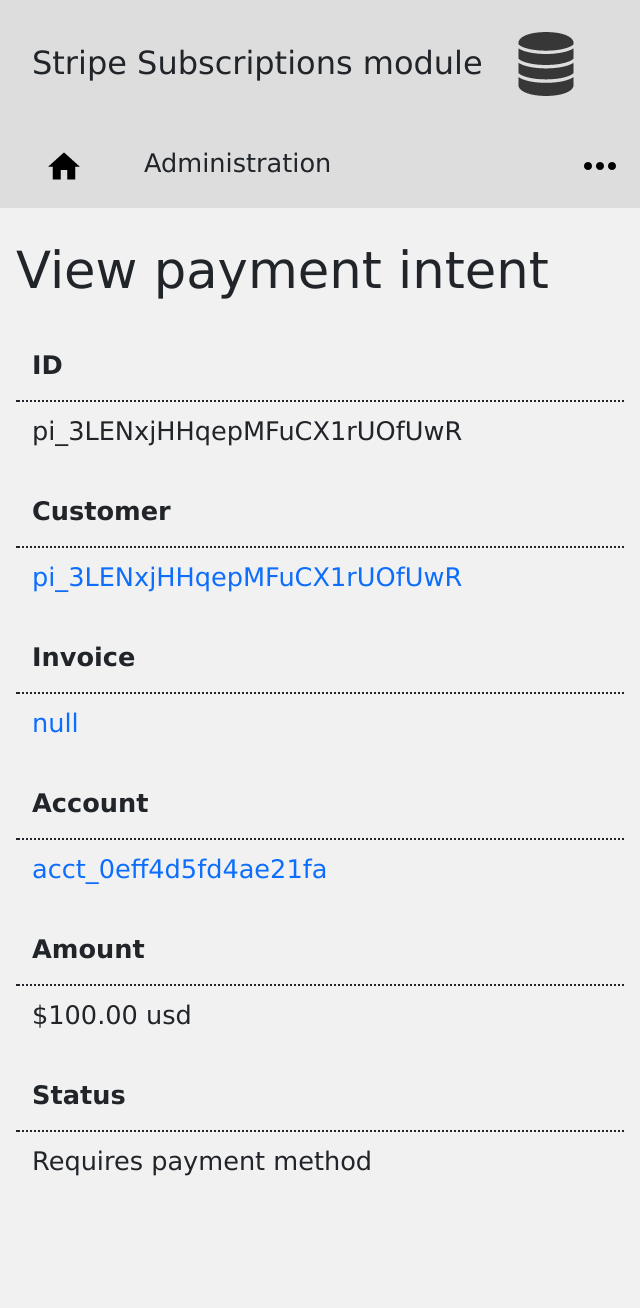 Stripe Subscriptions module
Administration
View payment intent
ID
pi_3LENxjHHqepMFuCX1rUOfUwR
Customer
pi_3LENxjHHqepMFuCX1rUOfUwR
Invoice
null
Account
acct_0eff4d5fd4ae21fa
Amount
$100.00 usd
Status
Requires payment method